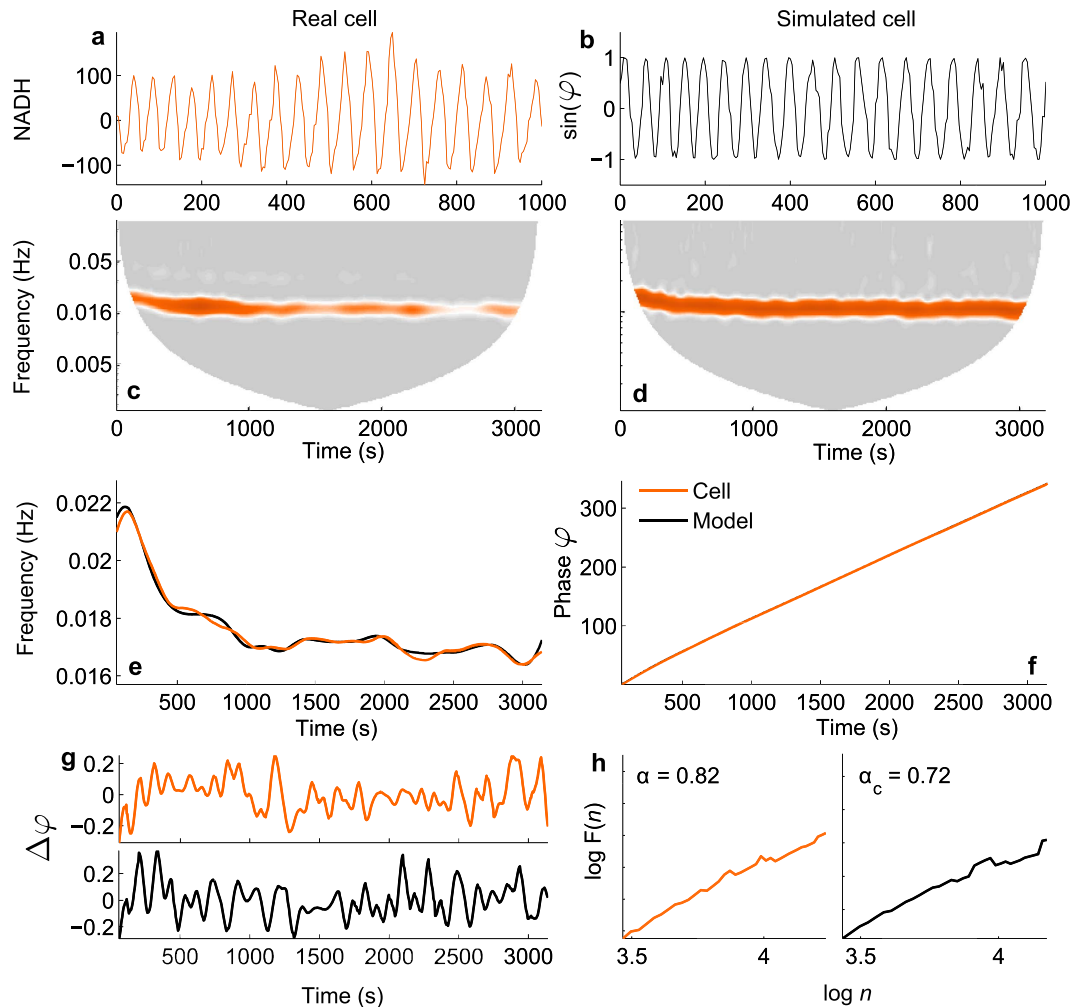 Real cell
Simulated cell
a
NADH
100
0
−100
0 200 400 600 800 1000
b
sin(φ)
1
0
−1
0 200 400 600 800 1000
Frequency (Hz)
0.05
0.016
0.005
c
0 1000 2000 3000
Time (s)
d
0 1000 2000 3000
Time (s)
Frequency (Hz)
0.022
0.02
0.018
0.016
e
500 1000 1500 2000 2500 3000
Time (s)
Cell
Model
Phase φ
300
200
100
f
500 1000 1500 2000 2500 3000
Time (s)
g
Δφ
0.2
0
−0.2
0.2
0
−0.2
500 1000 1500 2000 2500 3000
Time (s)
h
α = 0.82
αc = 0.72
log F(n)
3.5 4
3.5 4
log n